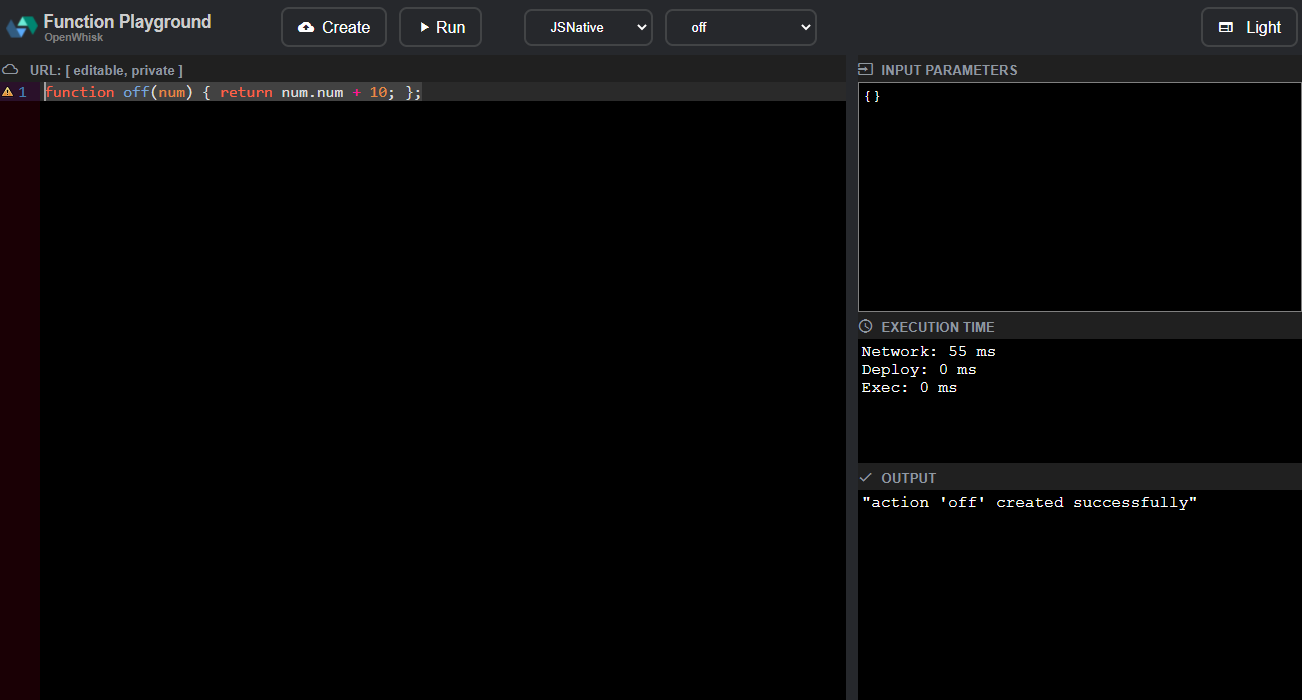 Function Playground
OpenWhisk
Create
Run
JSNative
off
Light
URL: [ editable, private ]
1 function off(num) { return num.num + 10; };
INPUT PARAMETERS
{}
EXECUTION TIME
Network: 55 ms
Deploy: 0 ms
Exec: 0 ms
OUTPUT
"action 'off' created successfully"